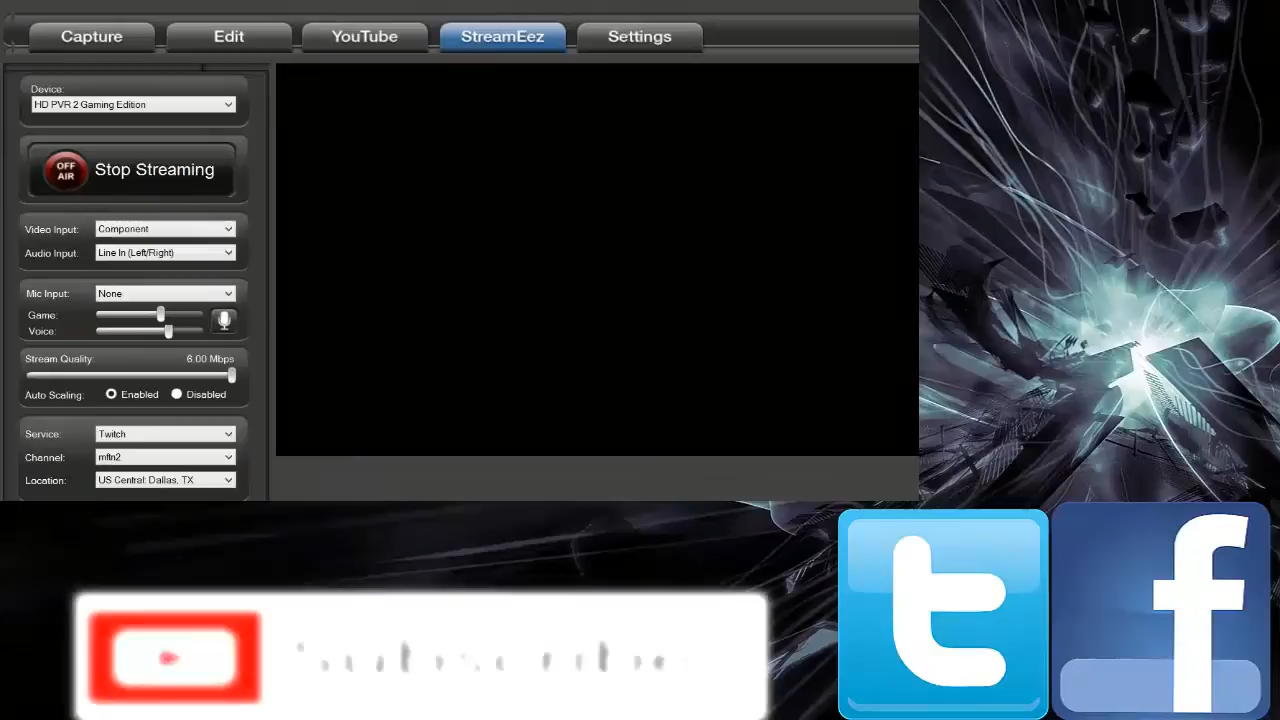 Capture Edit YouTube StreamEez Settings
Device:
HD PVR 2 Gaming Edition
OFF AIR Stop Streaming
Video Input: Component
Audio Input: Line In (Left/Right)
Mic Input: None
Game:
Voice:
Stream Quality: 6.00 Mbps
Auto Scaling: Enabled Disabled
Service: Twitch
Channel: mftn2
Location: US Central: Dallas, TX
t f